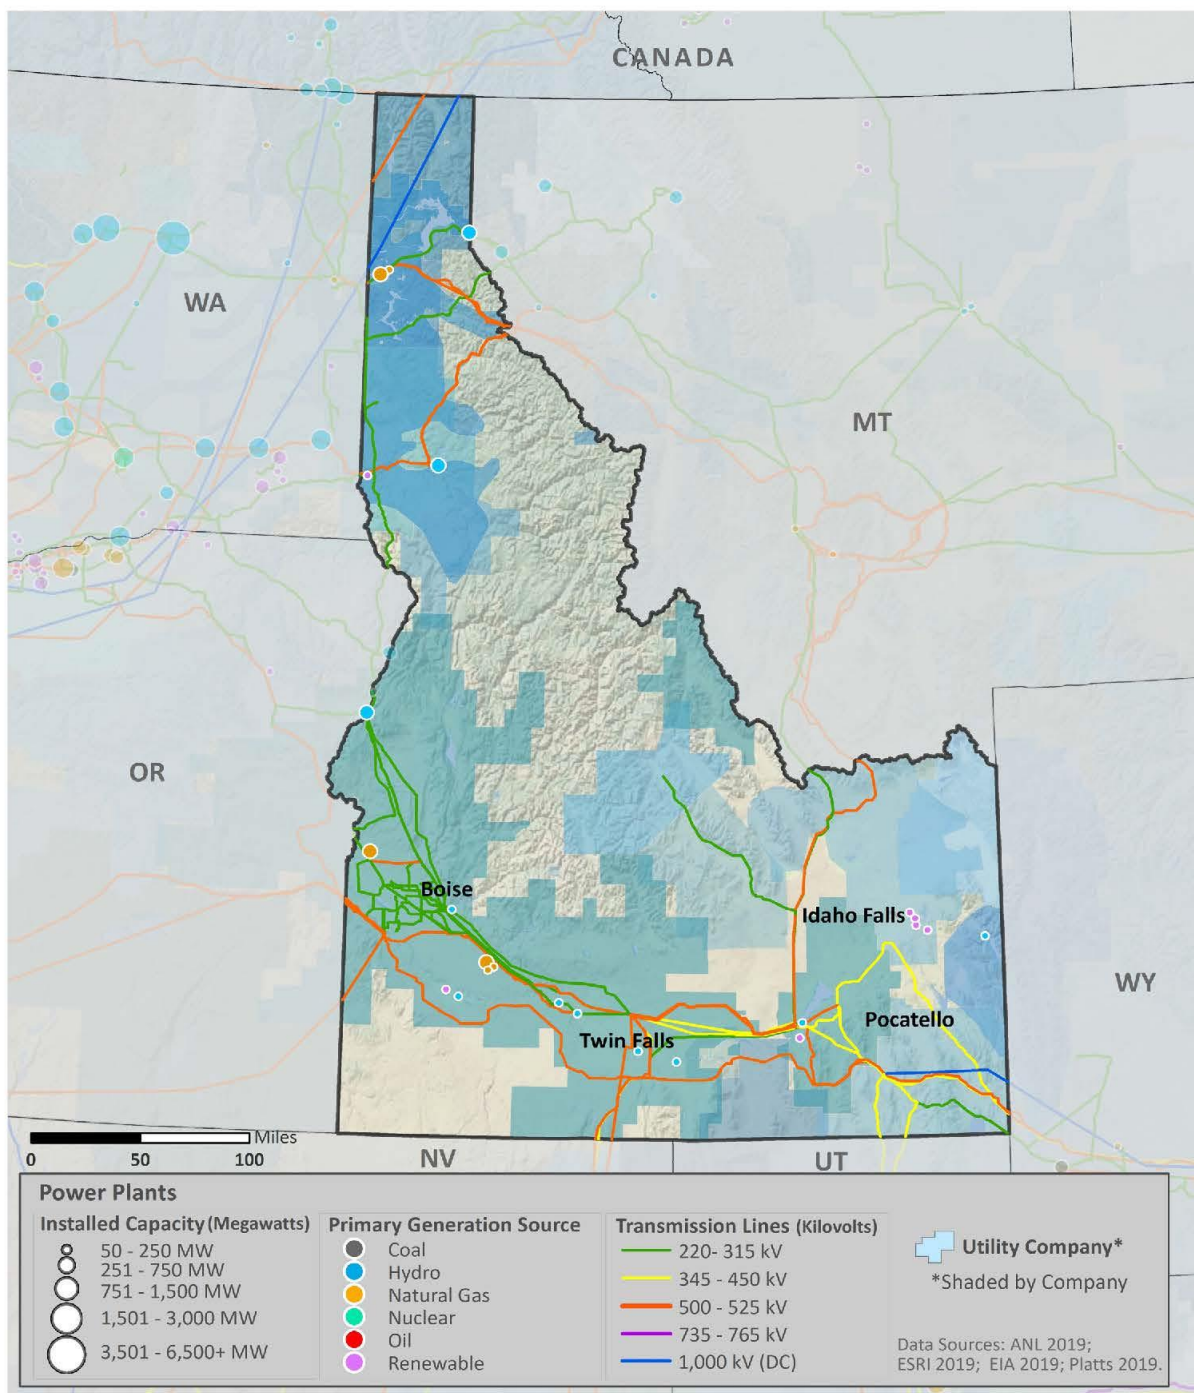 CANADA
WA
MT
OR
Boise
Idaho Falls
WY
Pocatello
Twin Falls
Miles
0 50 100
NV
UT
Power Plants
Installed Capacity (Megawatts)
50 - 250 MW
251 - 750 MW
751 - 1,500 MW
1,501 - 3,000 MW
3,501 - 6,500+ MW
Primary Generation Source
Coal
Hydro
Natural Gas
Nuclear
Oil
Renewable
Transmission Lines (Kilovolts)
220- 315 kV
345 - 450 kV
500 - 525 kV
735 - 765 kV
1,000 kV (DC)
Utility Company*
*Shaded by Company
Data Sources: ANL 2019;
ESRI 2019; EIA 2019; Platts 2019.